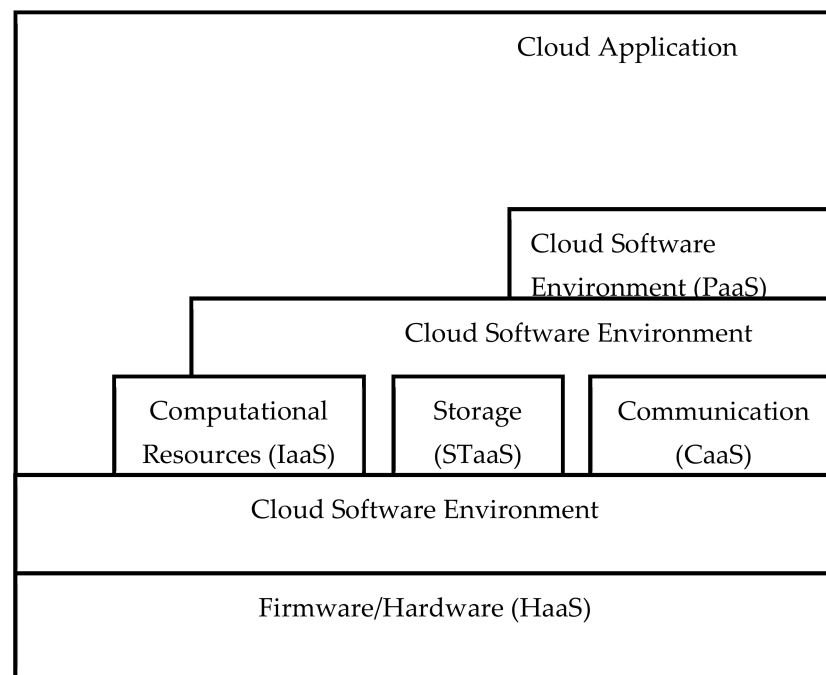 Cloud Application
Cloud Software
Environment (PaaS)
Cloud Software Environment
Computational
Resources (IaaS)
Storage
(STaaS)
Communication
(CaaS)
Cloud Software Environment
Firmware/Hardware (HaaS)